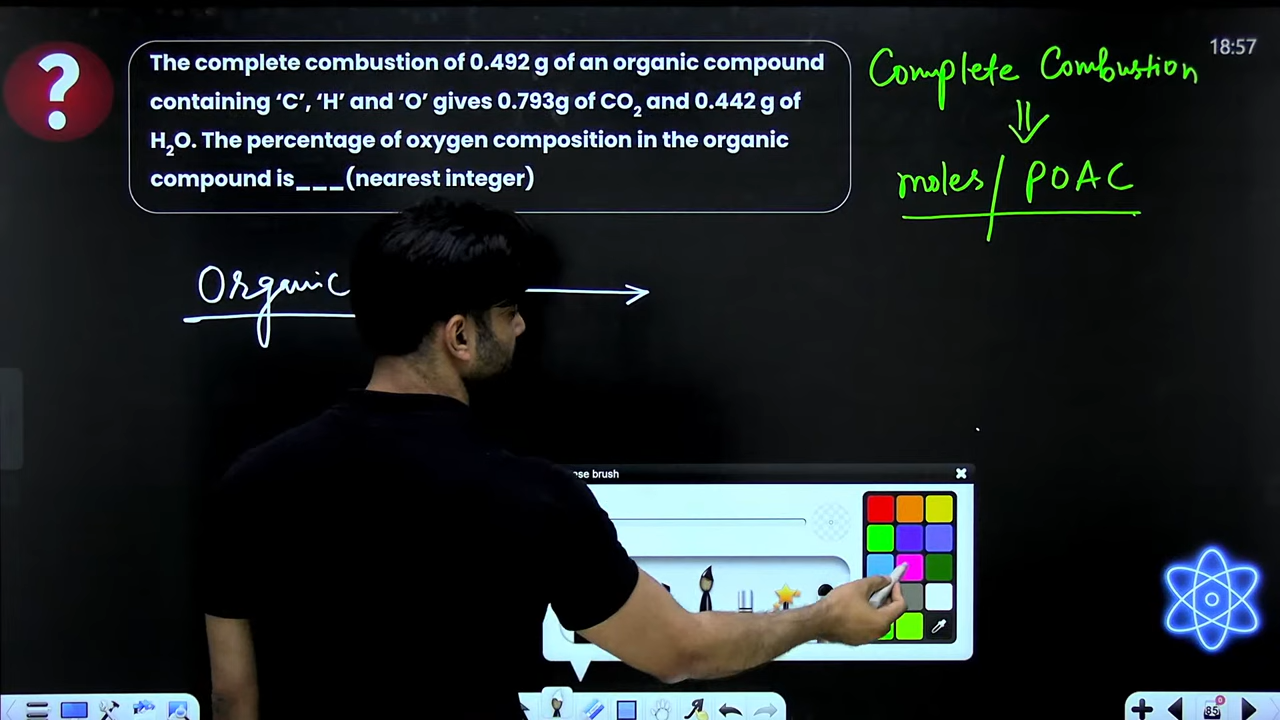 ?
The complete combustion of 0.492 g of an organic compound
containing ‘C’, ‘H’ and ‘O’ gives 0.793g of CO₂ and 0.442 g of
H₂O. The percentage of oxygen composition in the organic
compound is___(nearest integer)
Complete Combustion
18:57
moles/ POAC
Organic
brush
85